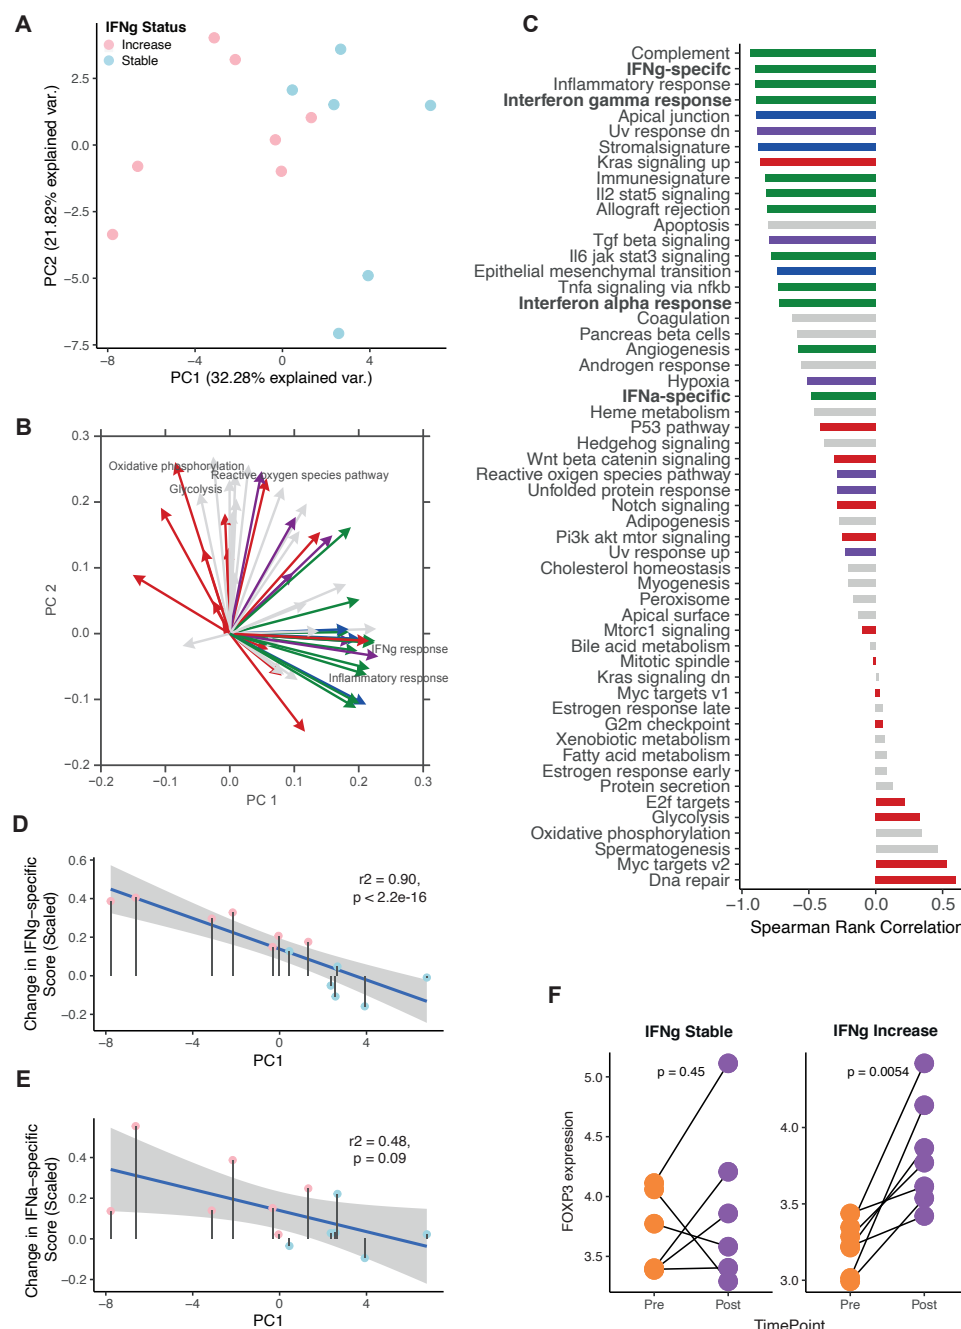 A
IFNg Status
Increase
Stable
2.5
0.0
−2.5
−5.0
−7.5
−8
−4
0
4
PC2 (21.82% explained var.)
PC1 (32.28% explained var.)
B
0.3
0.2
0.1
0.0
−0.1
−0.2
−0.2
−0.1
0.0
0.1
0.2
0.3
PC 2
PC 1
Oxidative phosphorylation
Reactive oxygen species pathway
Glycolysis
IFNg response
Inflammatory response
C
Complement
IFNg-specifc
Inflammatory response
Interferon gamma response
Apical junction
Uv response dn
Stromalsignature
Kras signaling up
Immunesignature
Il2 stat5 signaling
Allograft rejection
Apoptosis
Tgf beta signaling
Il6 jak stat3 signaling
Epithelial mesenchymal transition
Tnfa signaling via nfkb
Interferon alpha response
Coagulation
Pancreas beta cells
Angiogenesis
Androgen response
Hypoxia
IFNa-specific
Heme metabolism
P53 pathway
Hedgehog signaling
Wnt beta catenin signaling
Reactive oxigen species pathway
Unfolded protein response
Notch signaling
Adipogenesis
Pi3k akt mtor signaling
Uv response up
Cholesterol homeostasis
Myogenesis
Peroxisome
Apical surface
Mtorc1 signaling
Bile acid metabolism
Mitotic spindle
Kras signaling dn
Myc targets v1
Estrogen response late
G2m checkpoint
Xenobiotic metabolism
Fatty acid metabolism
Estrogen response early
Protein secretion
E2f targets
Glycolysis
Oxidative phosphorylation
Spermatogenesis
Myc targets v2
Dna repair
−1.0
−0.5
0.0
0.5
Spearman Rank Correlation
D
0.6
0.4
0.2
0.0
−0.2
−8
−4
0
4
Change in IFNg−specific
Score (Scaled)
PC1
r2 = 0.90,
p < 2.2e-16
E
0.4
0.2
0.0
−0.2
−8
−4
0
4
Change in IFNa−specific
Score (Scaled)
PC1
r2 = 0.48,
p = 0.09
F
IFNg Stable
IFNg Increase
p = 0.45
p = 0.0054
5.0
4.5
4.0
3.5
4.0
3.5
3.0
FOXP3 expression
Pre
Post
Pre
Post
TimePoint